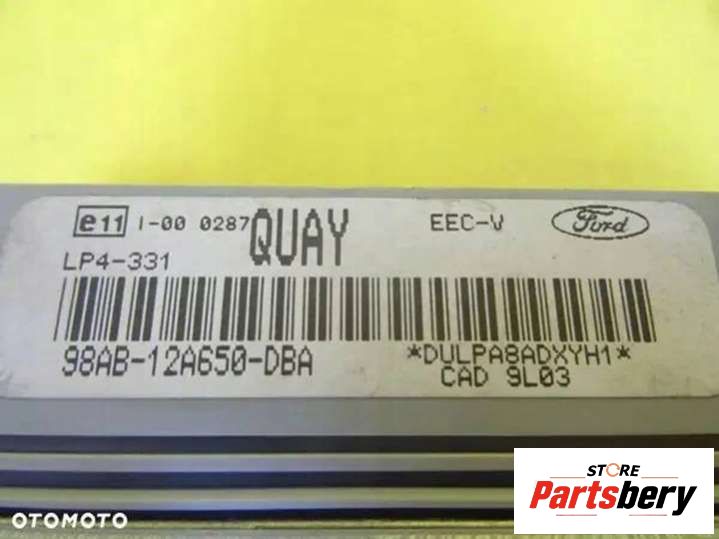 e11 I-00 0287 QUAY EEC-V Ford
LP4-331
98AB-12A650-DBA *DULPA8ADXYH1*
CAD 9L03
STORE
Partsbery
OTOMOTO